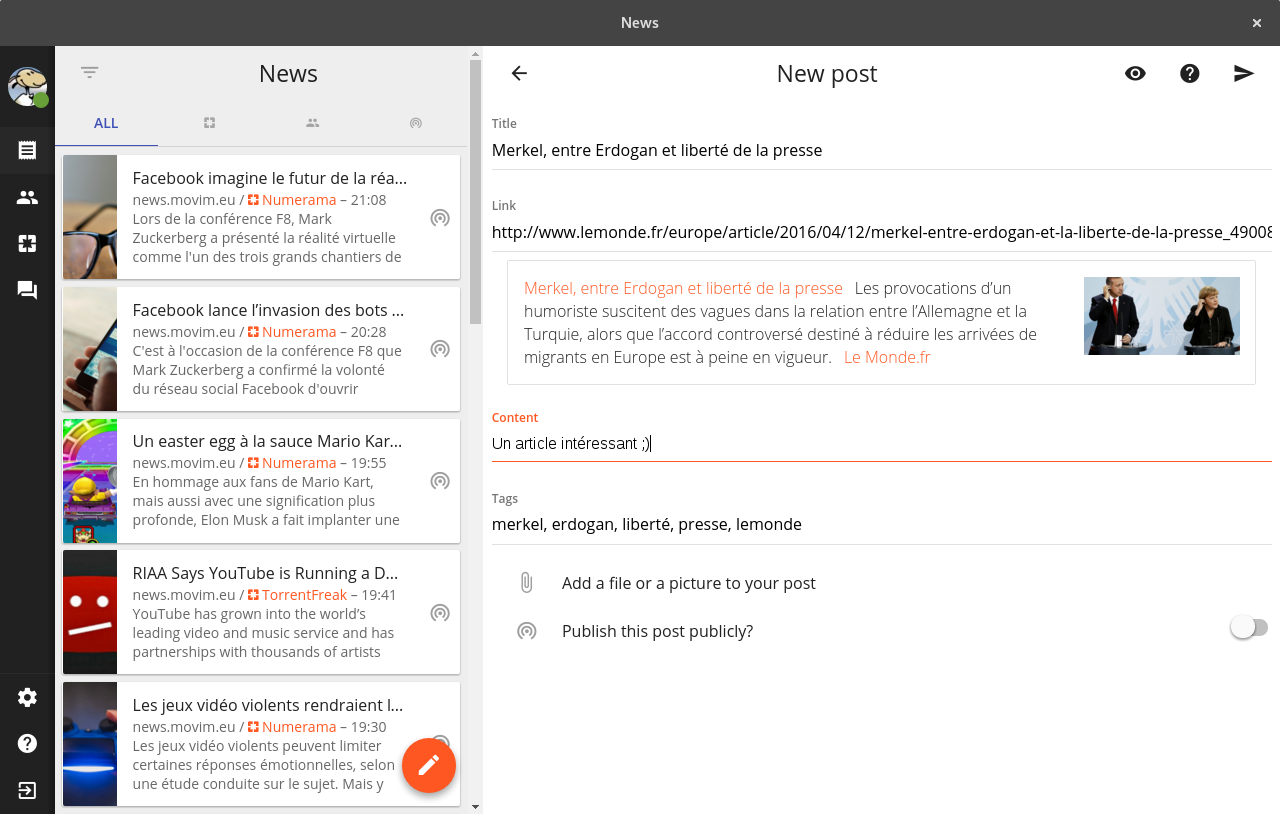 News
News
ALL
Facebook imagine le futur de la réa...
news.movim.eu / Numerama – 21:08
Lors de la conférence F8, Mark
Zuckerberg a présenté la réalité virtuelle
comme l'un des trois grands chantiers de
Facebook lance l’invasion des bots ...
news.movim.eu / Numerama – 20:28
C'est à l'occasion de la conférence F8 que
Mark Zuckerberg a confirmé la volonté
du réseau social Facebook d'ouvrir
Un easter egg à la sauce Mario Kar...
news.movim.eu / Numerama – 19:55
En hommage aux fans de Mario Kart,
mais aussi avec une signification plus
profonde, Elon Musk a fait implanter une
RIAA Says YouTube is Running a D...
news.movim.eu / TorrentFreak – 19:41
YouTube has grown into the world’s
leading video and music service and has
partnerships with thousands of artists
Les jeux vidéo violents rendraient l...
news.movim.eu / Numerama – 19:30
Les jeux vidéo violents peuvent limiter
certaines réponses émotionnelles, selon
une étude conduite sur le sujet. Mais y
New post
Title
Merkel, entre Erdogan et liberté de la presse
Link
http://www.lemonde.fr/europe/article/2016/04/12/merkel-entre-erdogan-et-la-liberte-de-la-presse_49008
Merkel, entre Erdogan et liberté de la presse Les provocations d’un
humoriste suscitent des vagues dans la relation entre l’Allemagne et la
Turquie, alors que l’accord controversé destiné à réduire les arrivées de
migrants en Europe est à peine en vigueur. Le Monde.fr
Content
Un article intéressant ;)
Tags
merkel, erdogan, liberté, presse, lemonde
Add a file or a picture to your post
Publish this post publicly?